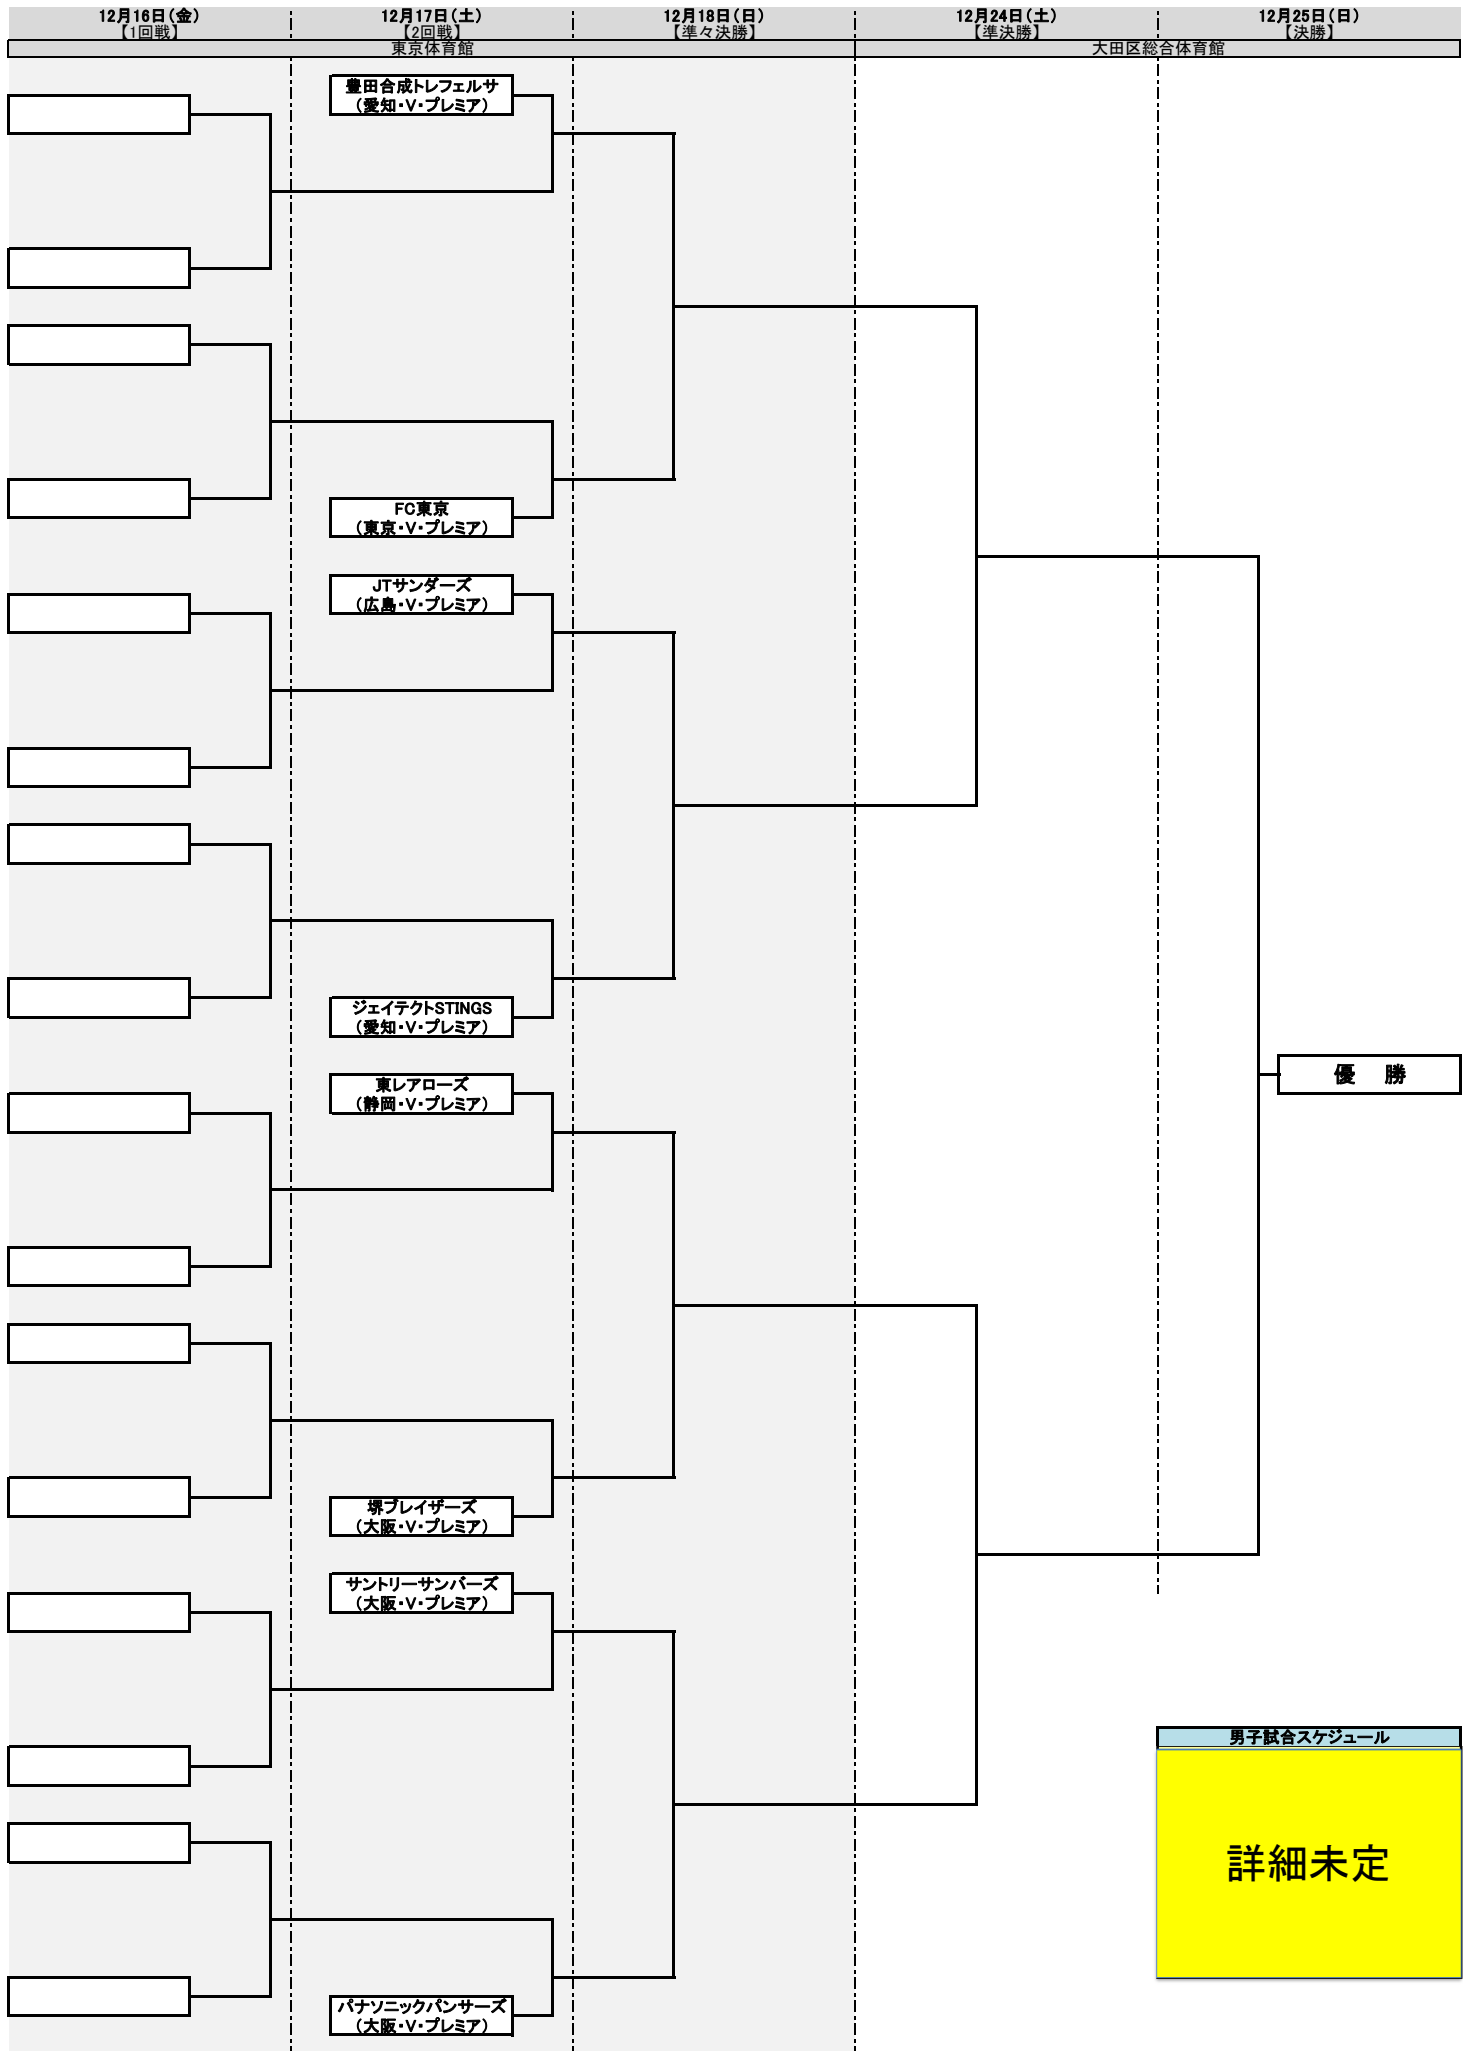 12月16日（金）
【1回戦】
12月17日（土）
【2回戦】
12月18日（日）
【準々決勝】
12月24日（土）
【準決勝】
12月25日（日）
【決勝】
東京体育館
大田区総合体育館
豊田合成トレフェルサ
（愛知・V・プレミア）
FC東京
（東京・V・プレミア）
JTサンダーズ
（広島・V・プレミア）
ジェイテクトSTINGS
（愛知・V・プレミア）
東レアローズ
（静岡・V・プレミア）
堺ブレイザーズ
（大阪・V・プレミア）
サントリーサンバーズ
（大阪・V・プレミア）
パナソニックパンサーズ
（大阪・V・プレミア）
優　勝
男子試合スケジュール
詳細未定